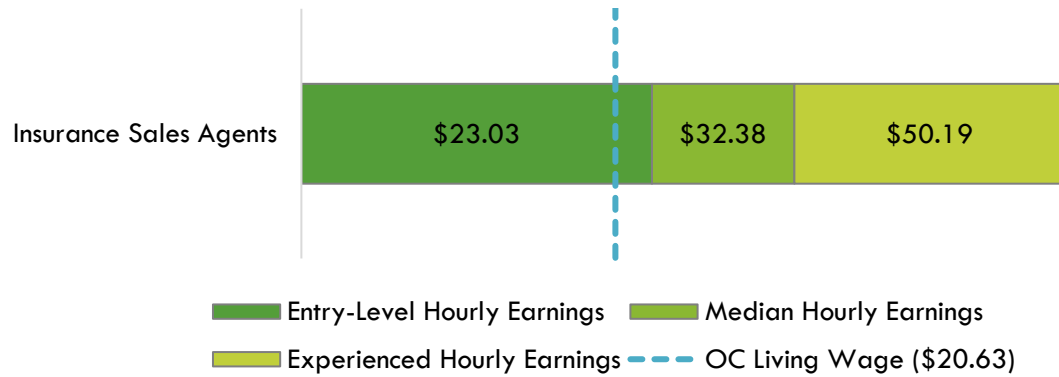 Insurance Sales Agents $23.03 $32.38 $50.19
Entry-Level Hourly Earnings Median Hourly Earnings
Experienced Hourly Earnings OC Living Wage ($20.63)